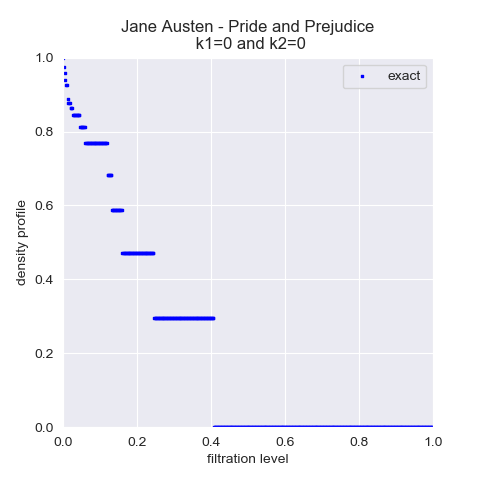 Jane Austen - Pride and Prejudice
k1=0 and k2=0
exact
density profile
1.0
0.8
0.6
0.4
0.2
0.0
0.0 0.2 0.4 0.6 0.8 1.0
filtration level